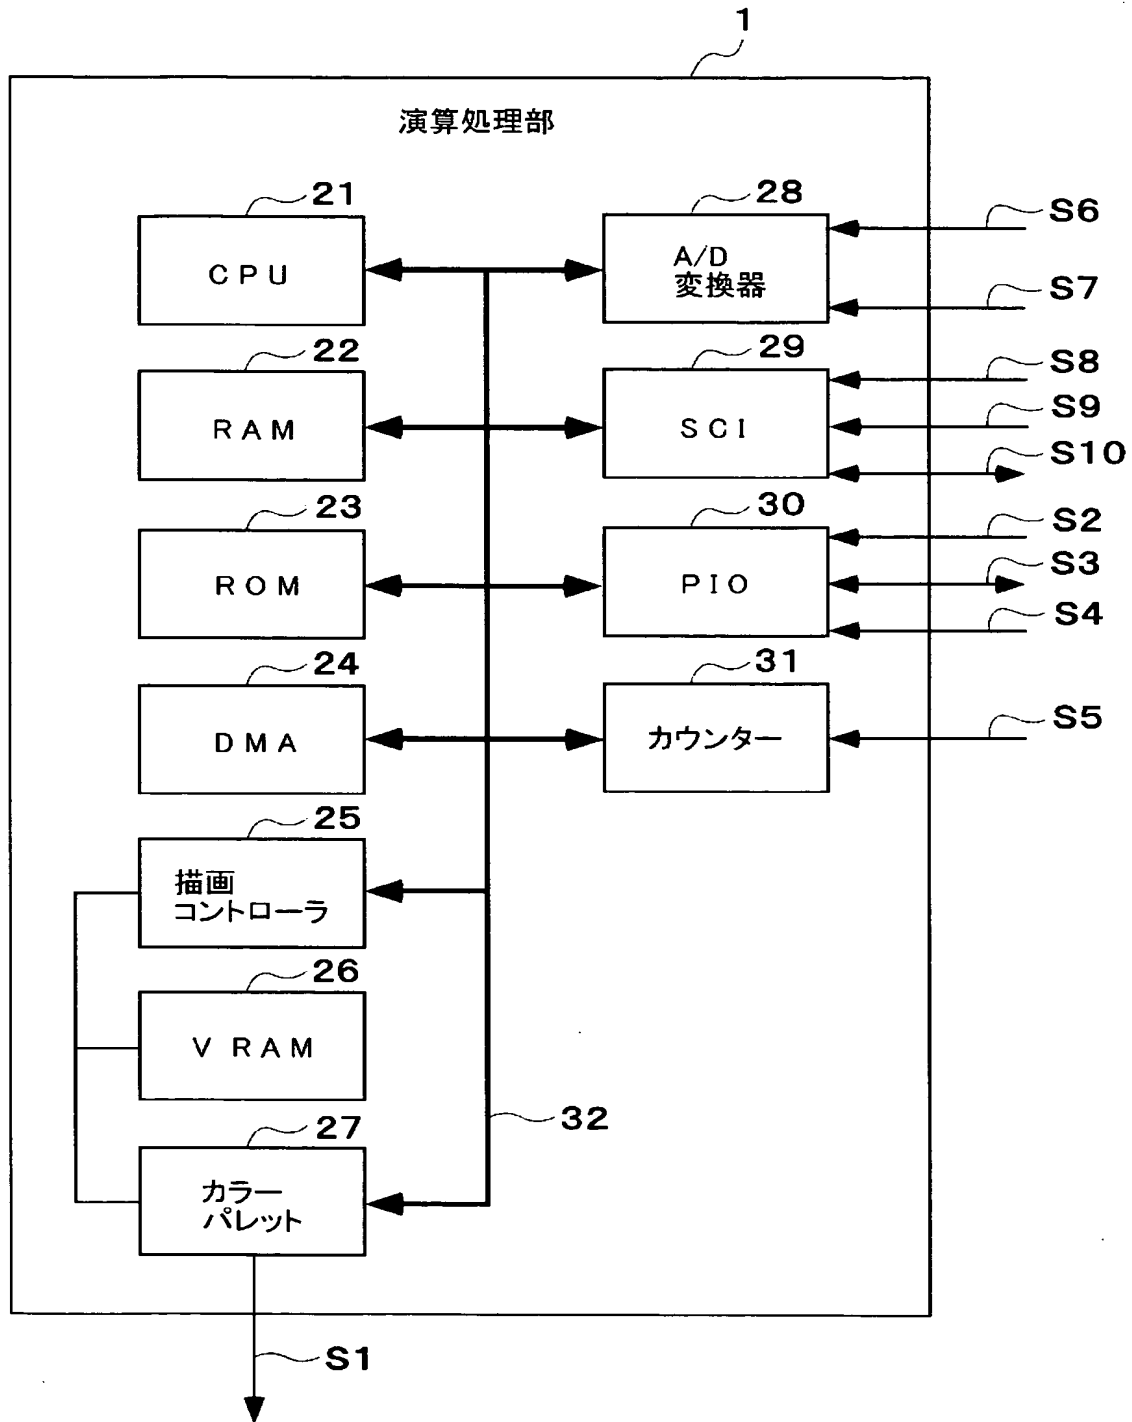 1
演算処理部
21
CPU
28
A/D
変換器
S6
S7
22
RAM
29
SCI
S8
S9
S10
23
ROM
30
PIO
S2
S3
S4
24
DMA
31
カウンター
S5
25
描画
コントローラ
26
V RAM
32
27
カラー
パレット
S1